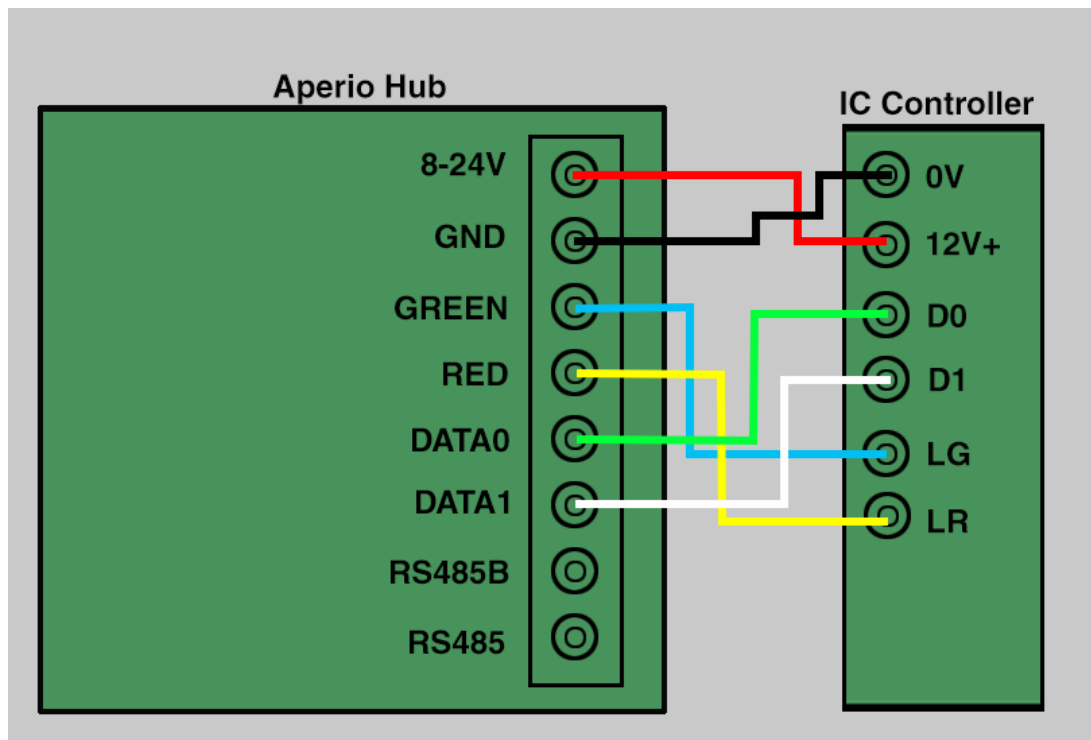 Aperio Hub
IC Controller
8-24V
GND
GREEN
RED
DATA0
DATA1
RS485B
RS485
0V
12V+
D0
D1
LG
LR